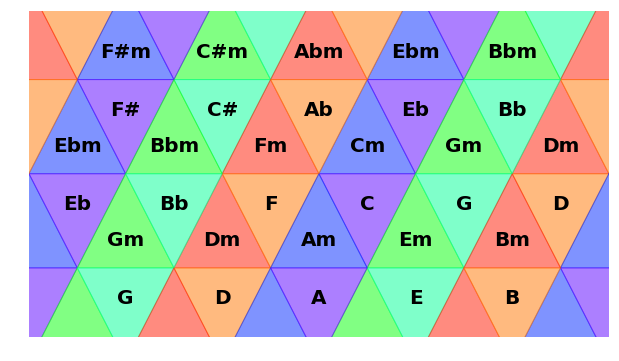 F#m C#m Abm Ebm Bbm
F# C# Ab Eb Bb
Ebm Bbm Fm Cm Gm Dm
Eb Bb F C G D
Gm Dm Am Em Bm
G D A E B